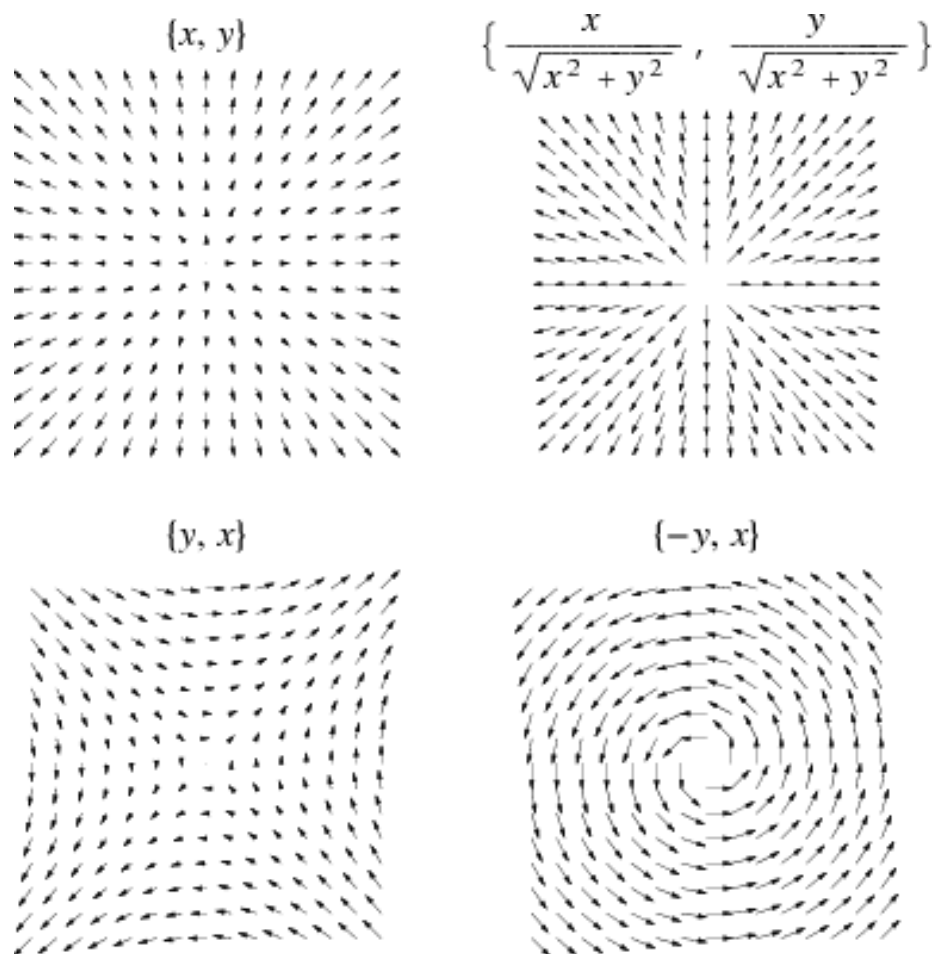 {x, y}
{ x / √(x² + y²) , y / √(x² + y²) }
{y, x}
{−y, x}